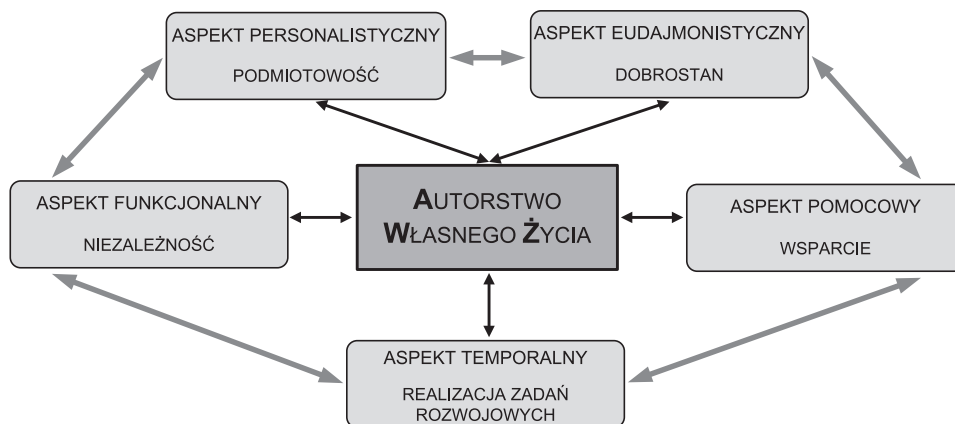 ASPEKT PERSONALISTYCZNY
PODMIOTOWOŚĆ
ASPEKT EUDAJMONISTYCZNY
DOBROSTAN
ASPEKT FUNKCJONALNY
NIEZALEŻNOŚĆ
AUTORSTWO
WŁASNEGO ŻYCIA
ASPEKT POMOCOWY
WSPARCIE
ASPEKT TEMPORALNY
REALIZACJA ZADAŃ
ROZWOJOWYCH